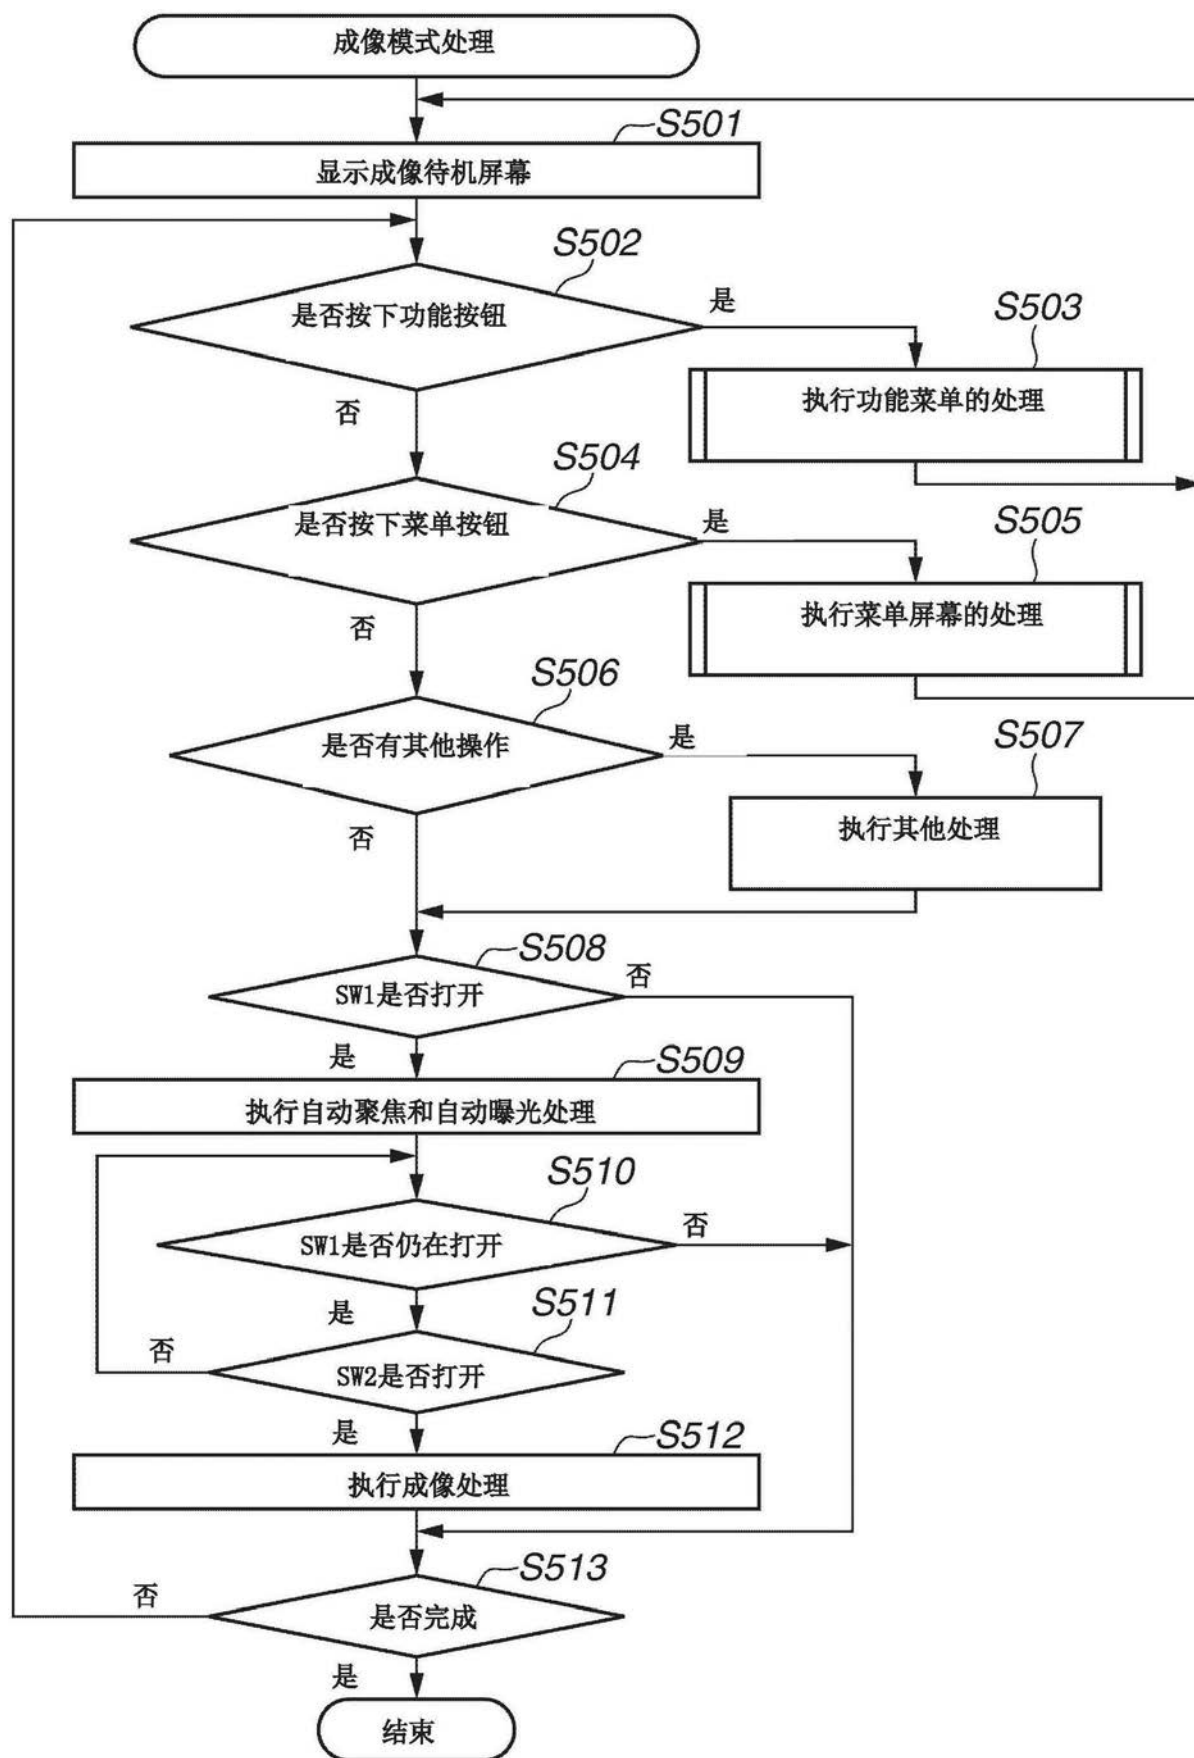 成像模式处理
S501
显示成像待机屏幕
S502
是否按下功能按钮
是
S503
执行功能菜单的处理
否
S504
是否按下菜单按钮
是
S505
执行菜单屏幕的处理
否
S506
是否有其他操作
是
S507
执行其他处理
否
S508
SW1是否打开
否
是
S509
执行自动聚焦和自动曝光处理
S510
SW1是否仍在打开
否
是
S511
否
SW2是否打开
是
S512
执行成像处理
S513
否
是否完成
是
结束